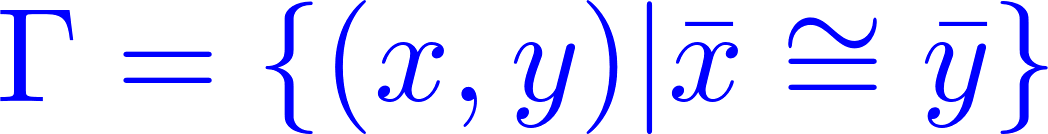 Γ = {(x, y)|x̄ ≅ ȳ}